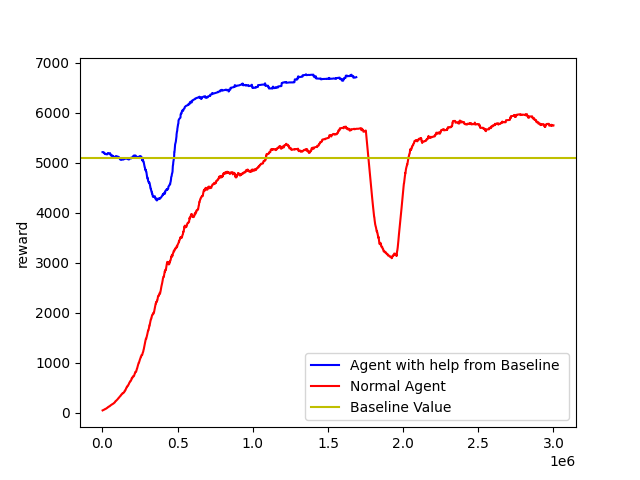 7000
6000
5000
4000
3000
2000
1000
0
reward
0.0 0.5 1.0 1.5 2.0 2.5 3.0
1e6
Agent with help from Baseline
Normal Agent
Baseline Value